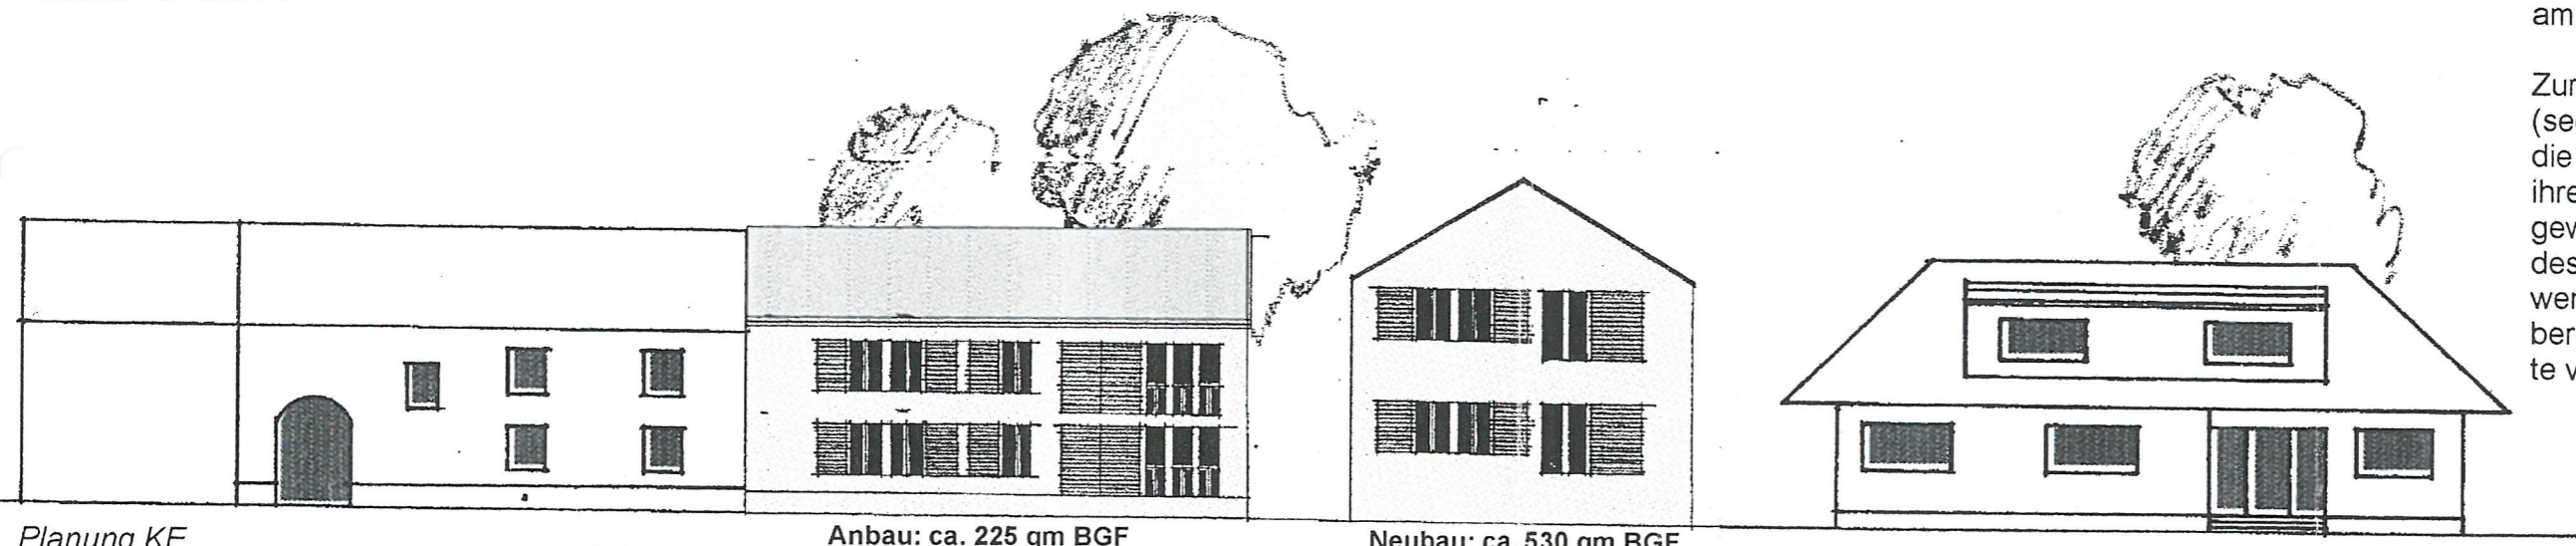 Planung KE
Anbau: ca. 225 qm BGF
Neubau: ca. 530 qm BGF
am
Zur
(see
die
ihre
gew
des
wer
ber
te v